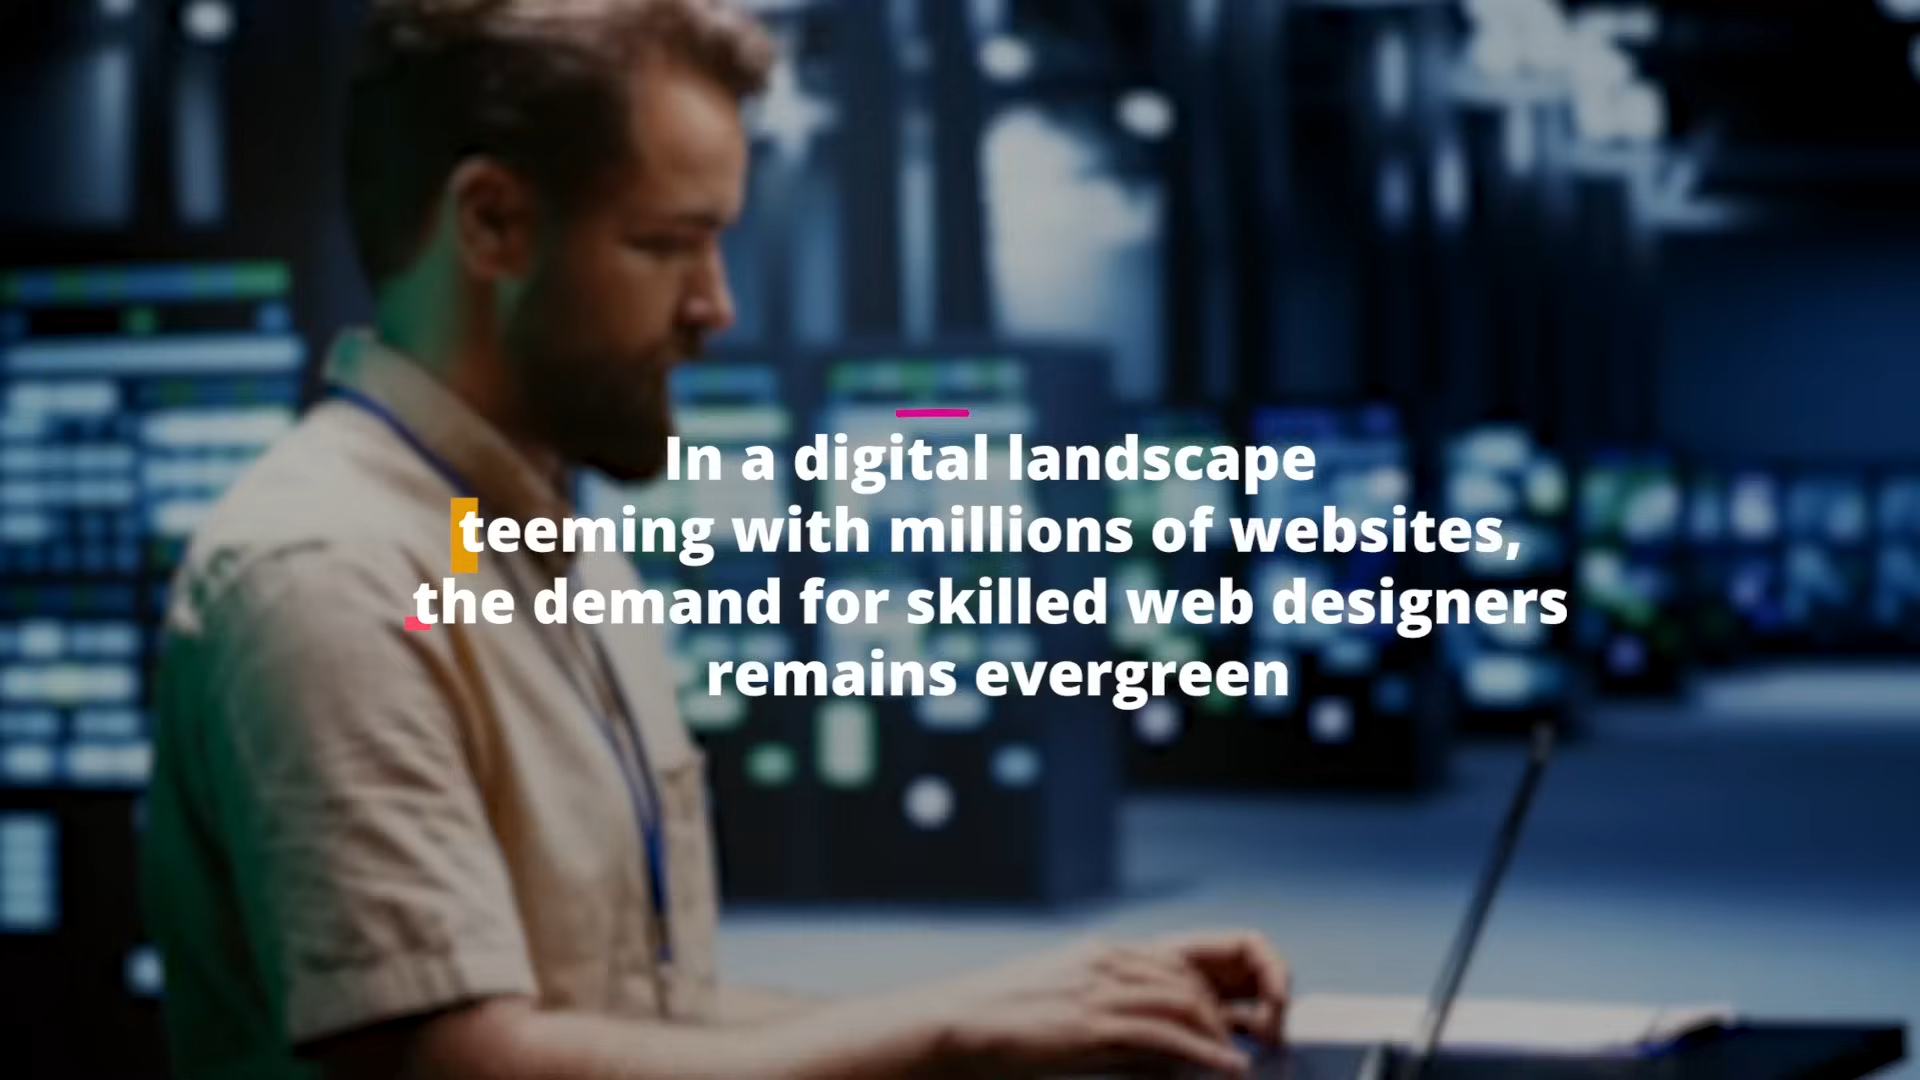 In a digital landscape
teeming with millions of websites,
the demand for skilled web designers
remains evergreen